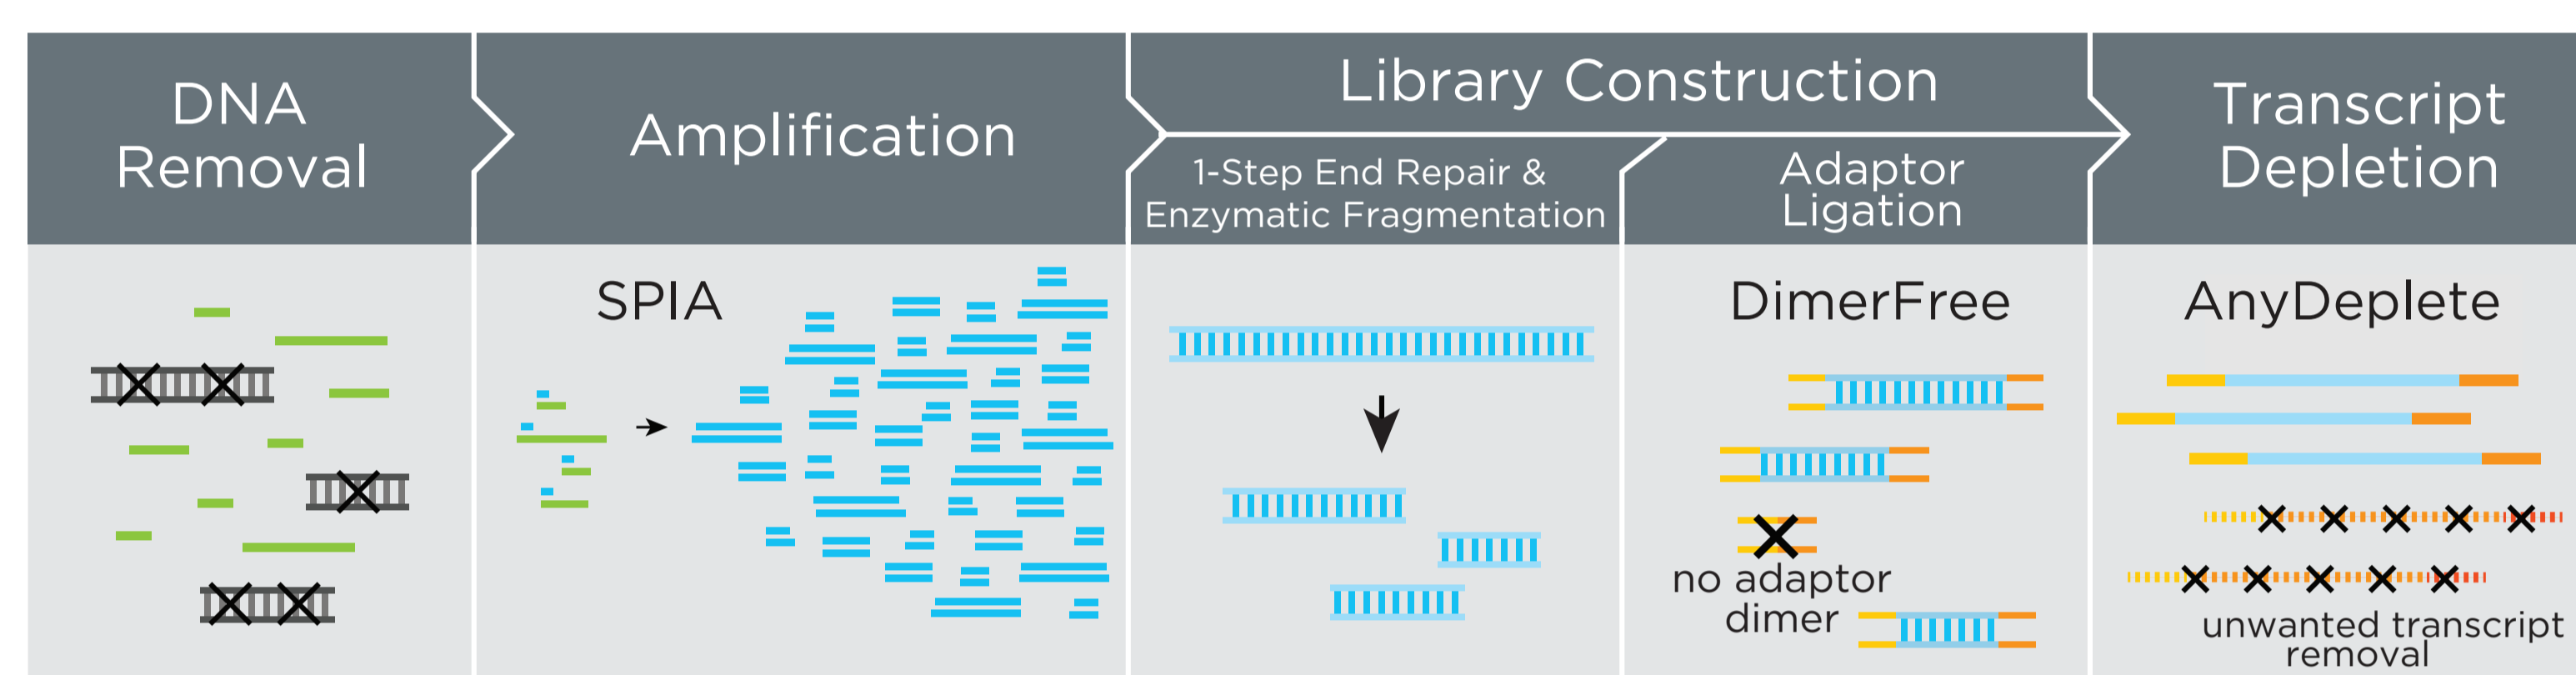 DNA
Removal
Amplification
Library Construction
1-Step End Repair &
Enzymatic Fragmentation
Adaptor
Ligation
Transcript
Depletion
SPIA
DimerFree
no adaptor
dimer
AnyDeplete
unwanted transcript
removal